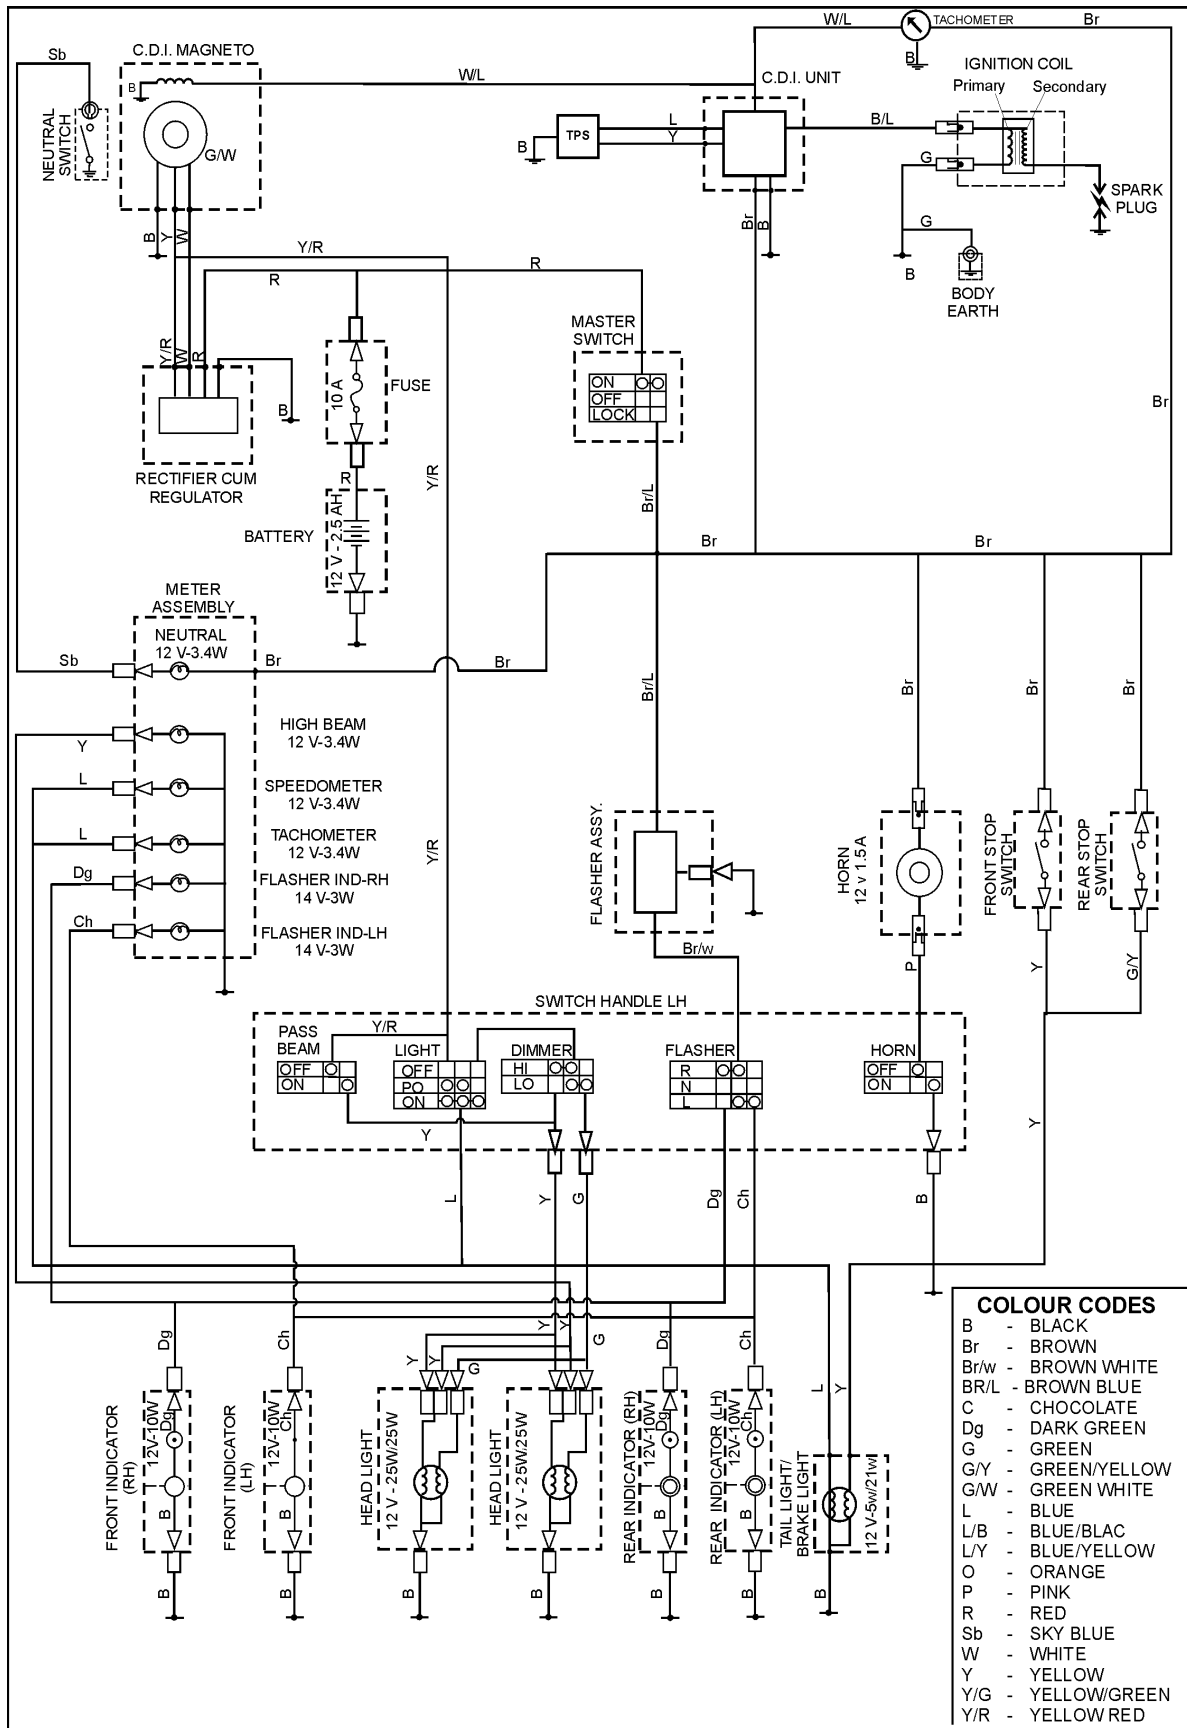 W/L
TACHOMETER
Br
B
Sb
C.D.I. MAGNETO
B
W/L
G/W
NEUTRAL
SWITCH
C.D.I. UNIT
TPS
L
Y
B
B/L
IGNITION COIL
Primary
Secondary
G
G
B
SPARK
PLUG
BODY
EARTH
Br
B
B
Y
W
Y/R
R
R
MASTER
SWITCH
ON
OFF
LOCK
Y/R
W
R
B
RECTIFIER CUM
REGULATOR
10 A
FUSE
R
BATTERY
12 V - 2.5 AH
Y/R
Br/L
Br
Br
Br
METER
ASSEMBLY
NEUTRAL
12 V-3.4W
Sb
Br
Br
Y
HIGH BEAM
12 V-3.4W
L
SPEEDOMETER
12 V-3.4W
L
TACHOMETER
12 V-3.4W
Dg
FLASHER IND-RH
14 V-3W
Ch
FLASHER IND-LH
14 V-3W
Y/R
Br/L
FLASHER ASSY.
Br/w
Br
Br
Br
HORN
12 v 1.5 A
FRONT STOP
SWITCH
REAR STOP
SWITCH
P
Y
G/Y
SWITCH HANDLE LH
PASS
BEAM
OFF
ON
Y/R
LIGHT
OFF
PO
ON
DIMMER
HI
LO
FLASHER
R
N
L
HORN
OFF
ON
Y
Y
L
Y
G
Dg
Ch
B
Dg
Ch
Y
Y
G
Y
Y
G
Dg
Ch
L
Y
FRONT INDICATOR
(RH)
12V-10W
Dg
B
B
FRONT INDICATOR
(LH)
12V-10W
Ch
B
B
HEAD LIGHT
12 V - 25W/25W
B
HEAD LIGHT
12 V - 25W/25W
B
REAR INDICATOR (RH)
12V-10W
Dg
B
B
REAR INDICATOR (LH)
12V-10W
Ch
B
B
TAIL LIGHT/
BRAKE LIGHT
12 V-5w/21w
B
COLOUR CODES
B - BLACK
Br - BROWN
Br/w - BROWN WHITE
BR/L - BROWN BLUE
C - CHOCOLATE
Dg - DARK GREEN
G - GREEN
G/Y - GREEN/YELLOW
G/W - GREEN WHITE
L - BLUE
L/B - BLUE/BLAC
L/Y - BLUE/YELLOW
O - ORANGE
P - PINK
R - RED
Sb - SKY BLUE
W - WHITE
Y - YELLOW
Y/G - YELLOW/GREEN
Y/R - YELLOW RED